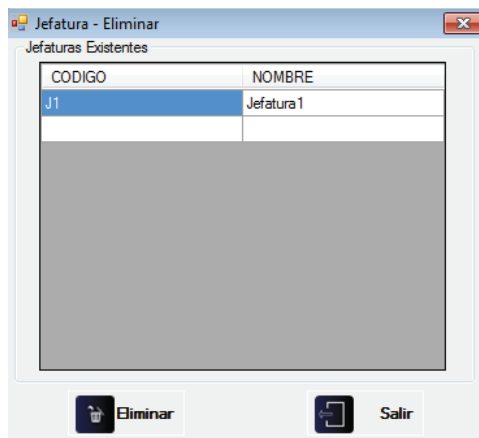 Jefatura - Eliminar
Jefaturas Existentes
CODIGO NOMBRE
J1 Jefatura1
Eliminar Salir